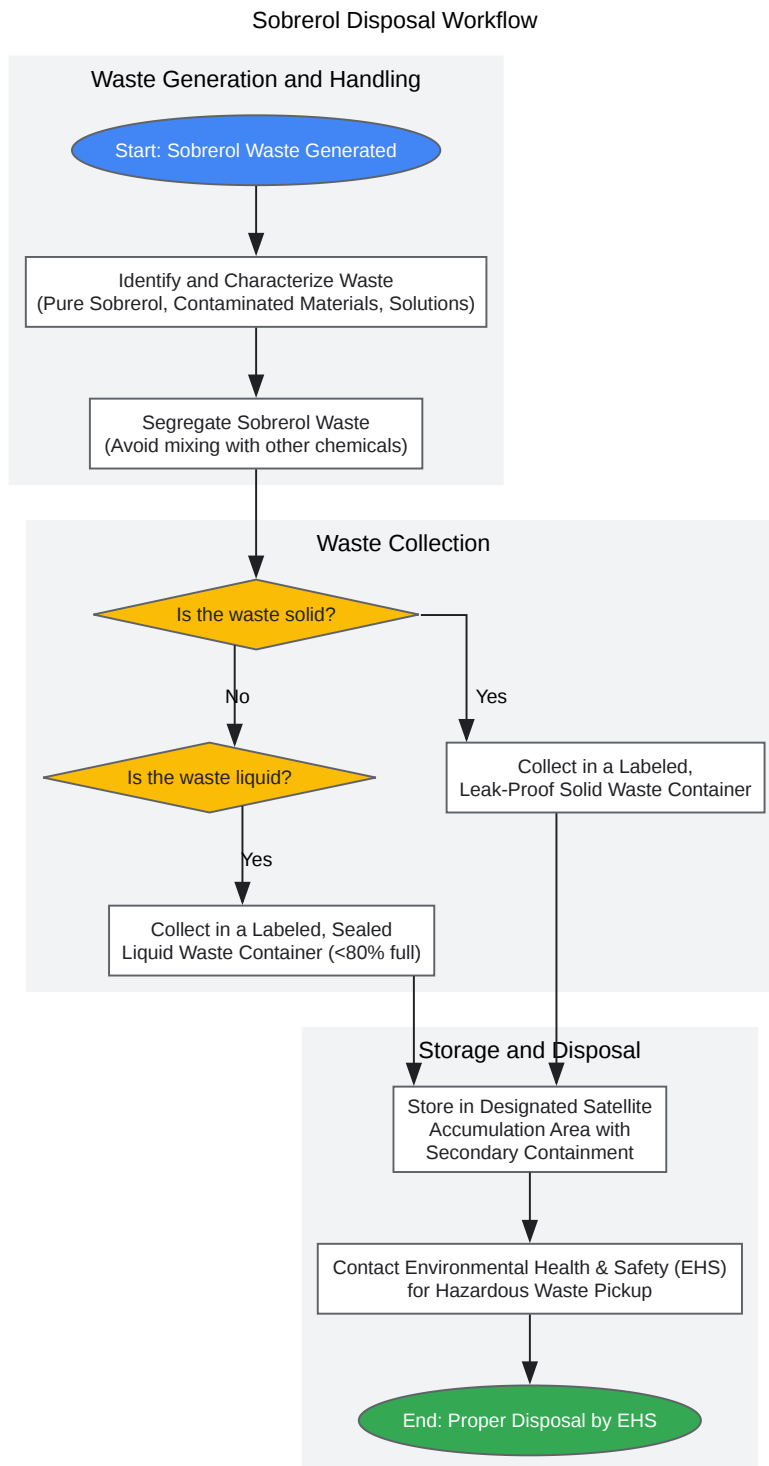 Sobrerol Disposal Workflow
Waste Generation and Handling
Start: Sobrerol Waste Generated
Identify and Characterize Waste
(Pure Sobrerol, Contaminated Materials, Solutions)
Segregate Sobrerol Waste
(Avoid mixing with other chemicals)
Waste Collection
Is the waste solid?
No
Yes
Is the waste liquid?
Collect in a Labeled,
Leak-Proof Solid Waste Container
Yes
Collect in a Labeled, Sealed
Liquid Waste Container (<80% full)
Storage and Disposal
Store in Designated Satellite
Accumulation Area with
Secondary Containment
Contact Environmental Health & Safety (EHS)
for Hazardous Waste Pickup
End: Proper Disposal by EHS